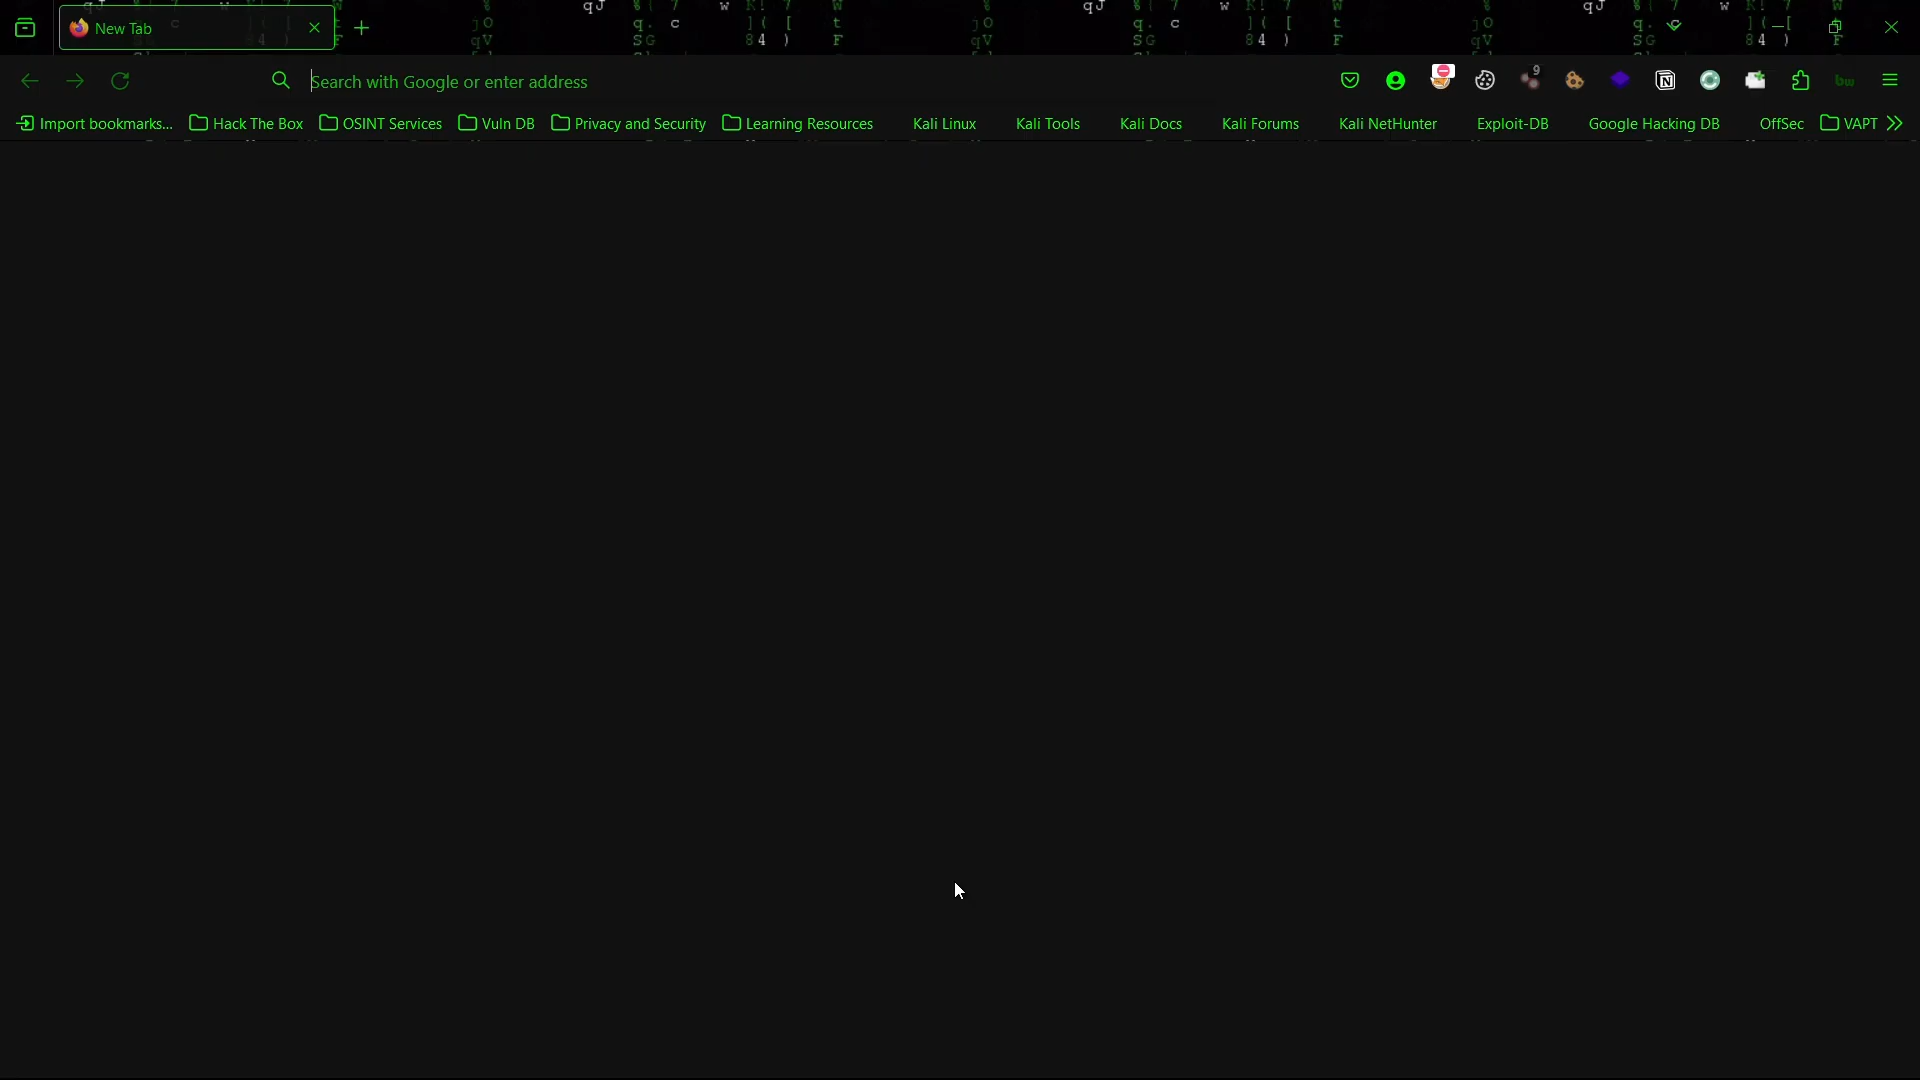 New Tab
Search with Google or enter address
9
N
bw
Import bookmarks... Hack The Box OSINT Services Vuln DB Privacy and Security Learning Resources Kali Linux Kali Tools Kali Docs Kali Forums Kali NetHunter Exploit-DB Google Hacking DB OffSec VAPT